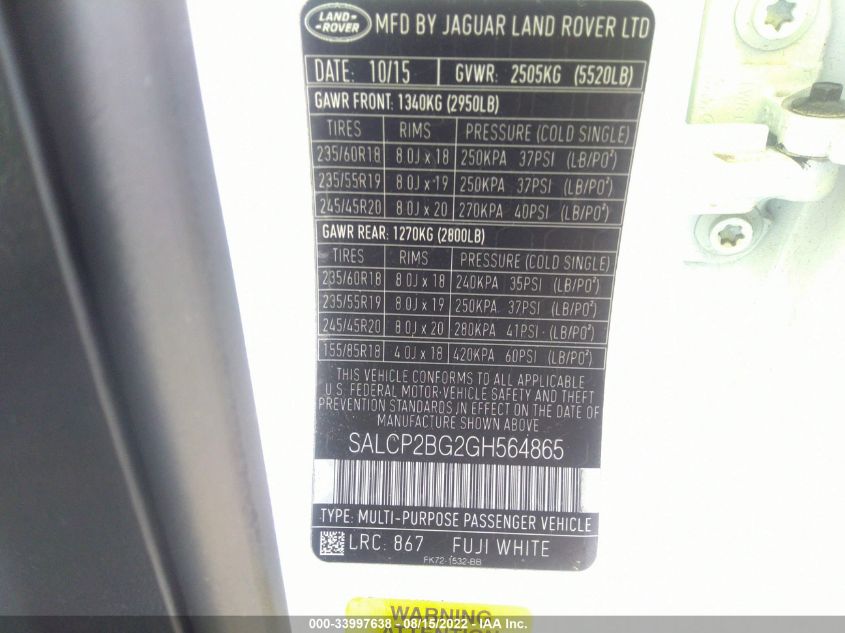 LAND-
-ROVER
MFD BY JAGUAR LAND ROVER LTD
DATE: 10/15 GVWR: 2505KG (5520LB)
GAWR FRONT: 1340KG (2950LB)
TIRES RIMS PRESSURE (COLD SINGLE)
235/60R18 8.0J x 18 250KPA 37PSI (LB/PO²)
235/55R19 8.0J x 19 250KPA 37PSI (LB/PO²)
245/45R20 8.0J x 20 270KPA 40PSI (LB/PO²)
GAWR REAR: 1270KG (2800LB)
TIRES RIMS PRESSURE (COLD SINGLE)
235/60R18 8.0J x 18 240KPA 35PSI (LB/PO²)
235/55R19 8.0J x 19 250KPA 37PSI (LB/PO²)
245/45R20 8.0J x 20 280KPA 41PSI (LB/PO²)
155/85R18 4.0J x 18 420KPA 60PSI (LB/PO²)
THIS VEHICLE CONFORMS TO ALL APPLICABLE
U.S. FEDERAL MOTOR VEHICLE SAFETY AND THEFT
PREVENTION STANDARDS IN EFFECT ON THE DATE OF
MANUFACTURE SHOWN ABOVE.
SALCP2BG2GH564865
TYPE: MULTI-PURPOSE PASSENGER VEHICLE
LRC: 867 FUJI WHITE
FK72-1532-BB
WARNING
ATTENTION
000-33997638 - 08/15/2022 - IAAI.COM